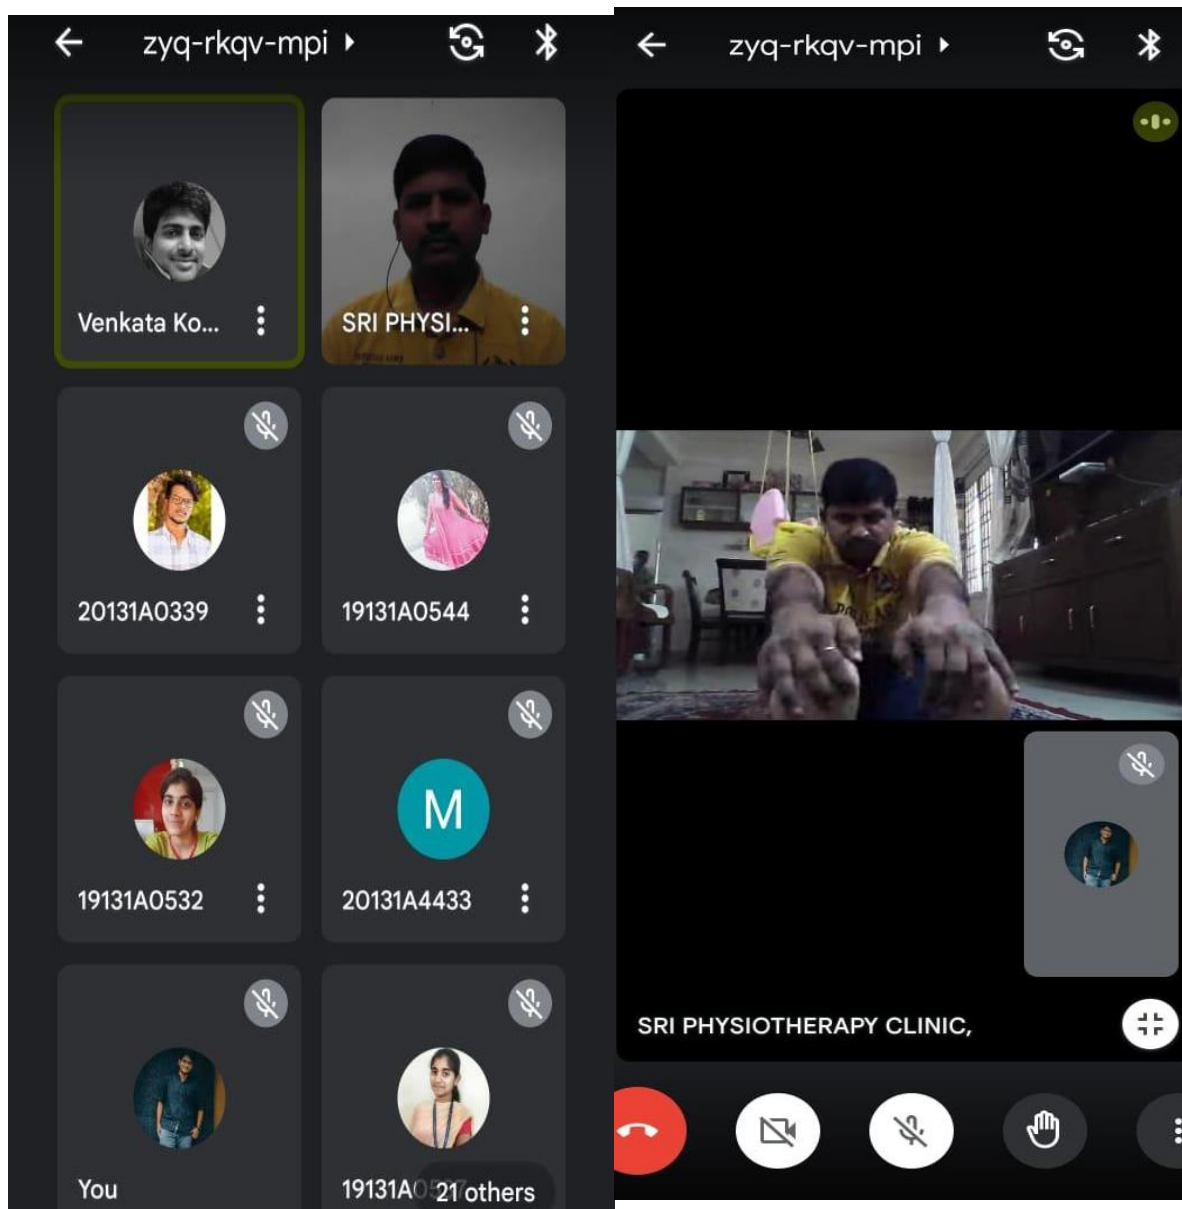 zyq-rkqv-mpi
Venkata Ko...
SRI PHYSI...
20131A0339
19131A0544
M
19131A0532
20131A4433
You
19131A
21 others
zyq-rkqv-mpi
SRI PHYSIOTHERAPY CLINIC,